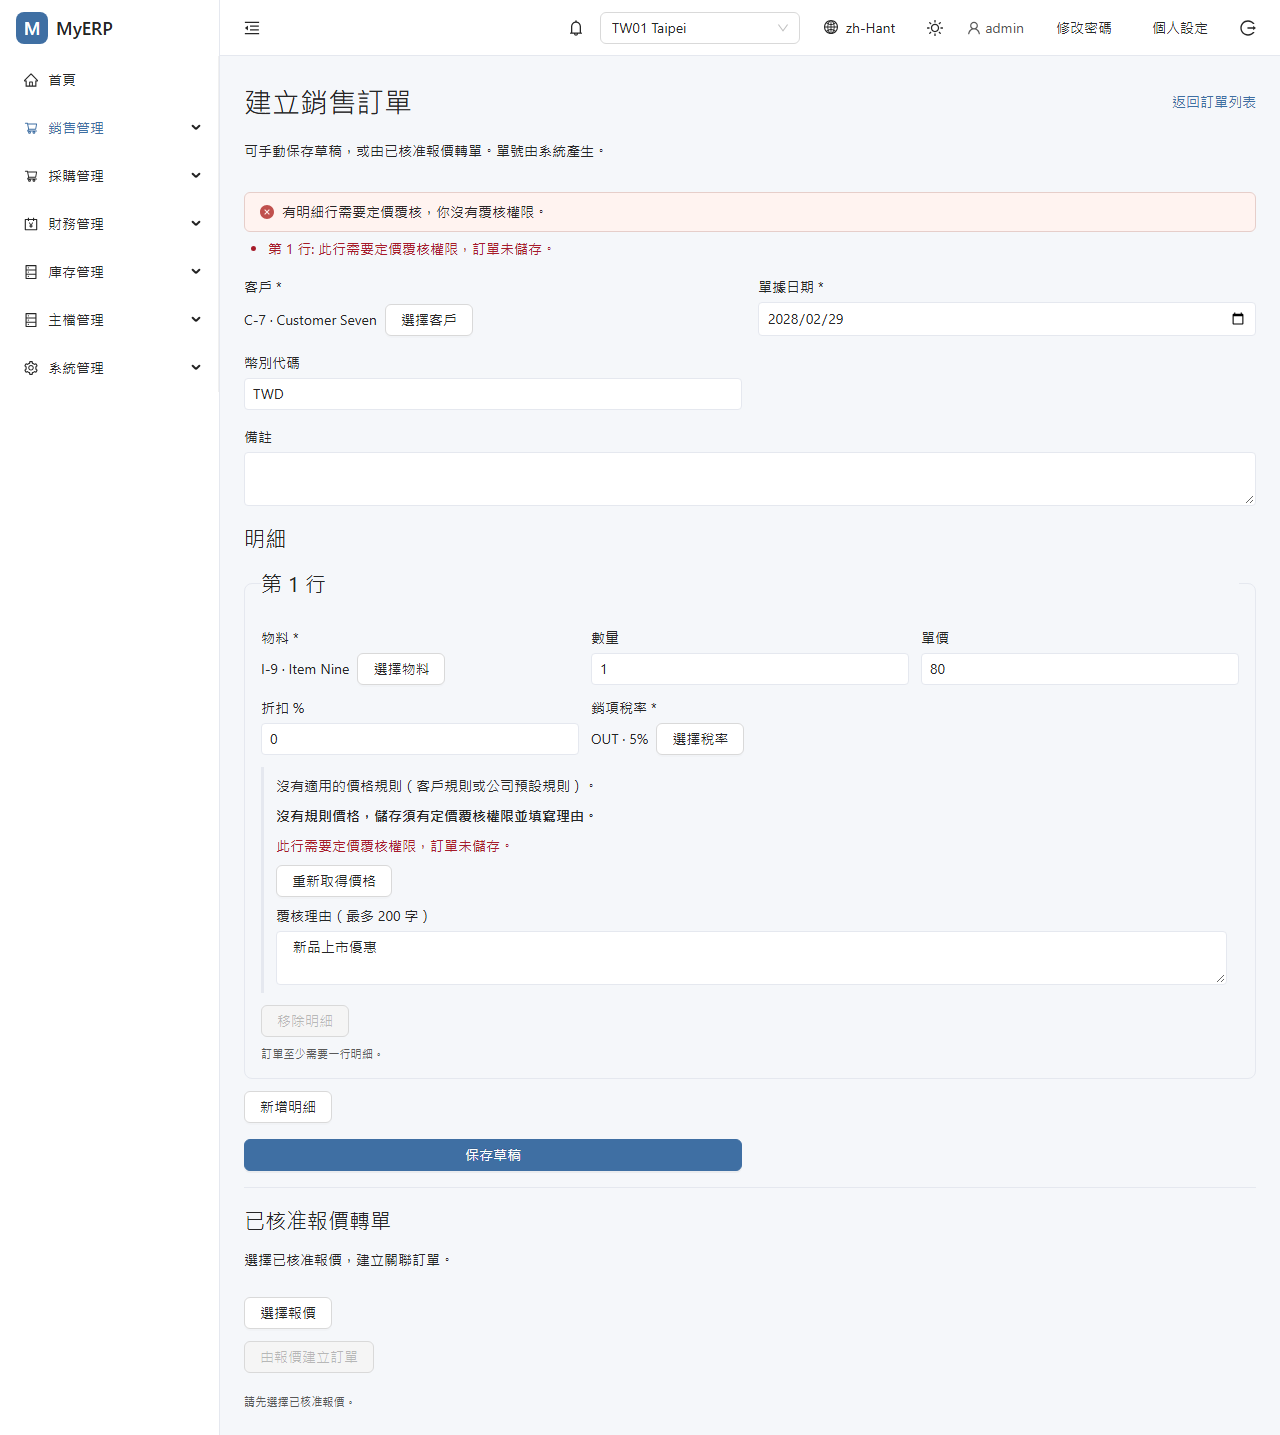 M MyERP
TW01 Taipei
zh-Hant
admin
修改密碼
個人設定
首頁
銷售管理
採購管理
財務管理
庫存管理
主檔管理
系統管理
建立銷售訂單
返回訂單列表
可手動保存草稿，或由已核准報價轉單。單號由系統產生。
有明細行需要定價覆核，你沒有覆核權限。
第 1 行: 此行需要定價覆核權限，訂單未儲存。
客戶 *
單據日期 *
C-7 · Customer Seven
選擇客戶
2028/02/29
幣別代碼
TWD
備註
明細
第 1 行
物料 *
數量
單價
I-9 · Item Nine
選擇物料
1
80
折扣 %
銷項稅率 *
0
OUT · 5%
選擇稅率
沒有適用的價格規則（客戶規則或公司預設規則）。
沒有規則價格，儲存須有定價覆核權限並填寫理由。
此行需要定價覆核權限，訂單未儲存。
重新取得價格
覆核理由（最多 200 字）
新品上市優惠
移除明細
訂單至少需要一行明細。
新增明細
保存草稿
已核准報價轉單
選擇已核准報價，建立關聯訂單。
選擇報價
由報價建立訂單
請先選擇已核准報價。